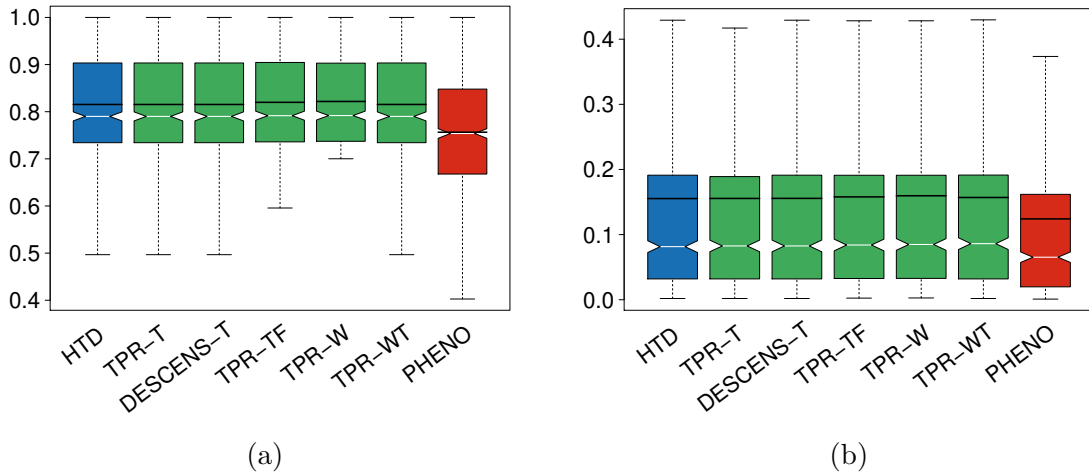 1.0
0.9
0.8
0.7
0.6
0.5
0.4
HTD
TPR−T
DESCENS−T
TPR−TF
TPR−W
TPR−WT
PHENO
(a)
0.4
0.3
0.2
0.1
0.0
HTD
TPR−T
DESCENS−T
TPR−TF
TPR−W
TPR−WT
PHENO
(b)